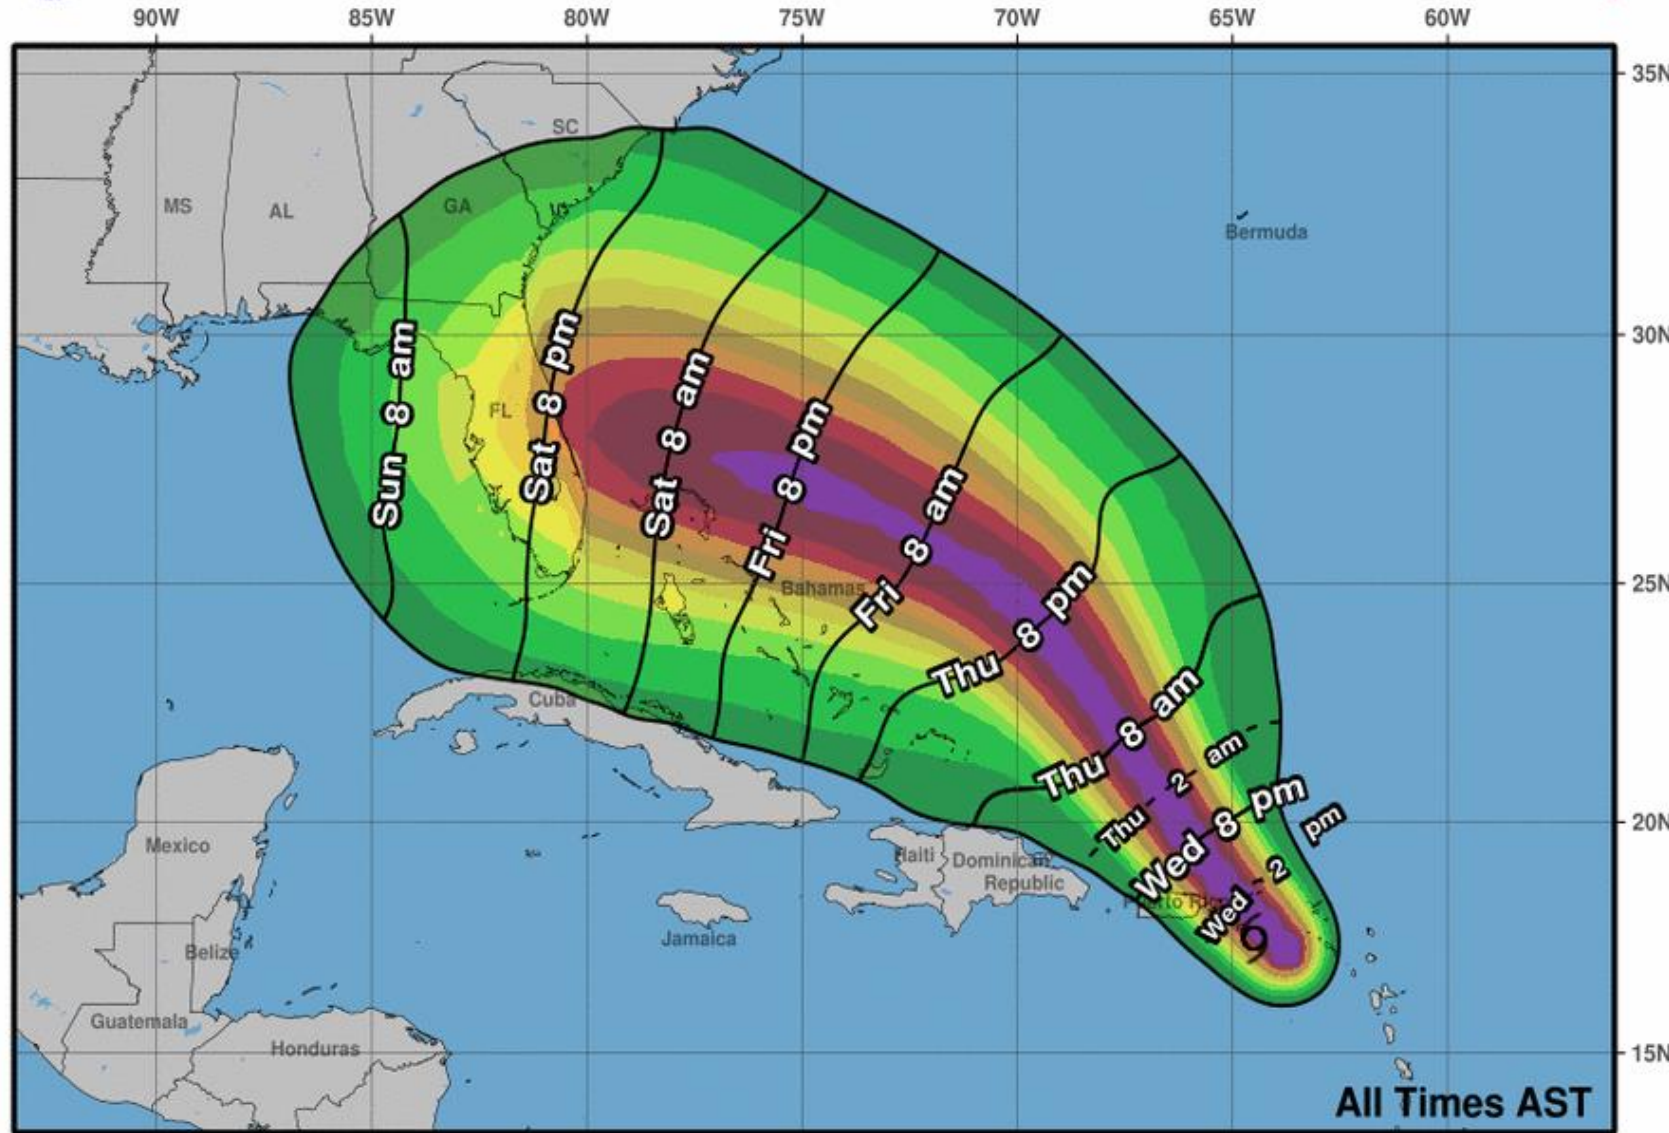 90W 85W 80W 75W 70W 65W 60W
35N
SC
MS AL GA
Bermuda
30N
Sun 8 am
Sat 8 pm
Sat 8 am
Fri 8 pm
Fri 8 am
Thu 8 pm
Thu 8 am
Thu 2 am
Wed 8 pm
Wed 2 pm
FL
25N
Bahamas
Cuba
20N
Mexico
Haiti
Dominican
Republic
Puerto Rico
Jamaica
Belize
Guatemala
Honduras
15N
All Times AST